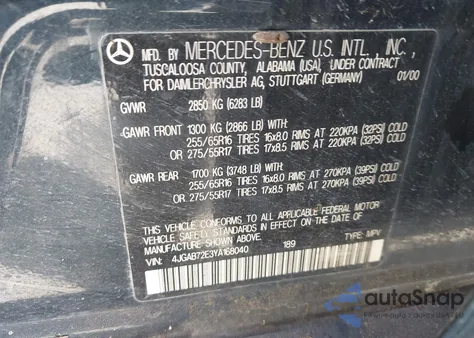 MFD. BY MERCEDES-BENZ U.S. INTL., INC.,
TUSCALOOSA COUNTY, ALABAMA (USA), UNDER CONTRACT
FOR DAIMLERCHRYSLER AG, STUTTGART (GERMANY) 01/00
GVWR 2850 KG (6283 LB)
GAWR FRONT 1300 KG (2866 LB) WITH:
255/65R16 TIRES 16x8.0 RIMS AT 220KPA (32PSI) COLD
OR 275/55R17 TIRES 17x8.5 RIMS AT 220KPA (32PSI) COLD
GAWR REAR 1700 KG (3748 LB) WITH:
255/65R16 TIRES 16x8.0 RIMS AT 270KPA (39PSI) COLD
OR 275/55R17 TIRES 17x8.5 RIMS AT 270KPA (39PSI) COLD
THIS VEHICLE CONFORMS TO ALL APPLICABLE FEDERAL MOTOR
VEHICLE SAFETY STANDARDS IN EFFECT ON THE DATE OF
MANUFACTURE SHOWN ABOVE.
VIN: 4JGAB72E3YA168040 189 TYPE: MPV
autoSnap